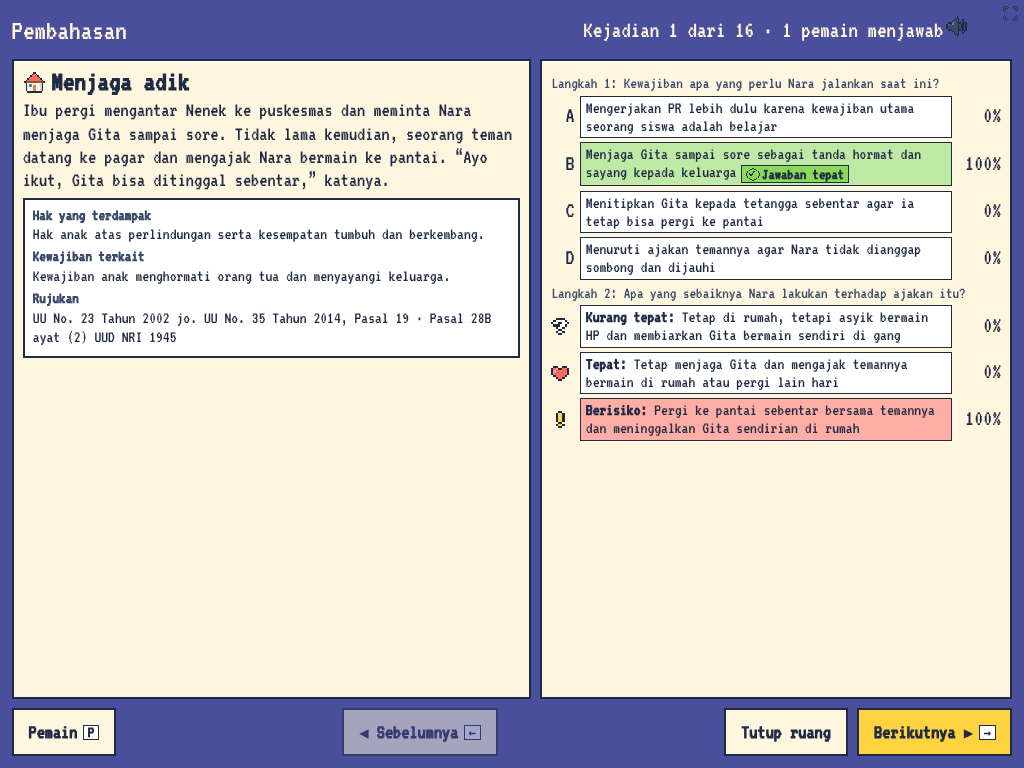 Pembahasan
Kejadian 1 dari 16 · 1 pemain menjawab
Menjaga adik
Ibu pergi mengantar Nenek ke puskesmas dan meminta Nara
menjaga Gita sampai sore. Tidak lama kemudian, seorang teman
datang ke pagar dan mengajak Nara bermain ke pantai. “Ayo
ikut, Gita bisa ditinggal sebentar,” katanya.
Hak yang terdampak
Hak anak atas perlindungan serta kesempatan tumbuh dan berkembang.
Kewajiban terkait
Kewajiban anak menghormati orang tua dan menyayangi keluarga.
Rujukan
UU No. 23 Tahun 2002 jo. UU No. 35 Tahun 2014, Pasal 19 · Pasal 28B
ayat (2) UUD NRI 1945
Langkah 1: Kewajiban apa yang perlu Nara jalankan saat ini?
A Mengerjakan PR lebih dulu karena kewajiban utama
seorang siswa adalah belajar 0%
B Menjaga Gita sampai sore sebagai tanda hormat dan
sayang kepada keluarga Jawaban tepat 100%
C Menitipkan Gita kepada tetangga sebentar agar ia
tetap bisa pergi ke pantai 0%
D Menuruti ajakan temannya agar Nara tidak dianggap
sombong dan dijauhi 0%
Langkah 2: Apa yang sebaiknya Nara lakukan terhadap ajakan itu?
Kurang tepat: Tetap di rumah, tetapi asyik bermain
HP dan membiarkan Gita bermain sendiri di gang 0%
Tepat: Tetap menjaga Gita dan mengajak temannya
bermain di rumah atau pergi lain hari 0%
Berisiko: Pergi ke pantai sebentar bersama temannya
dan meninggalkan Gita sendirian di rumah 100%
Pemain P
◀ Sebelumnya ←
Tutup ruang
Berikutnya ▶ →